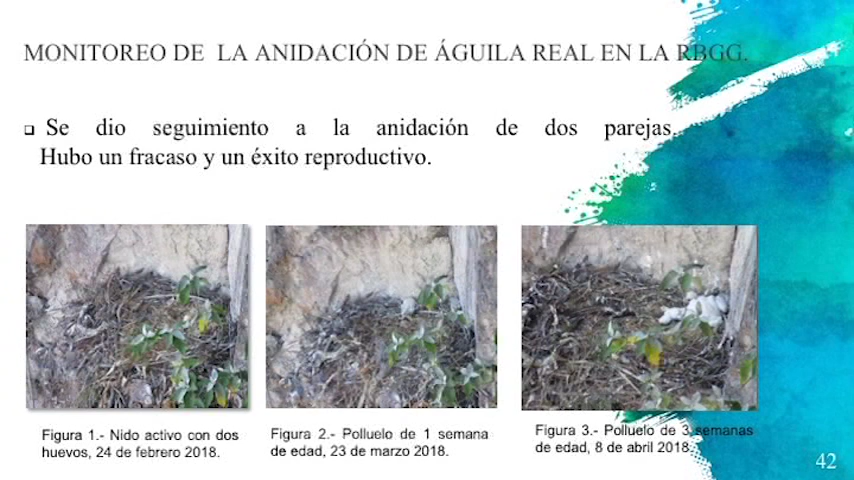 MONITOREO DE LA ANIDACIÓN DE ÁGUILA REAL EN LA RBGG.
Se dio seguimiento a la anidación de dos parejas.
Hubo un fracaso y un éxito reproductivo.
Figura 1.- Nido activo con dos
huevos, 24 de febrero 2018.
Figura 2.- Polluelo de 1 semana
de edad, 23 de marzo 2018.
Figura 3.- Polluelo de 3 semanas
de edad, 8 de abril 2018.
42